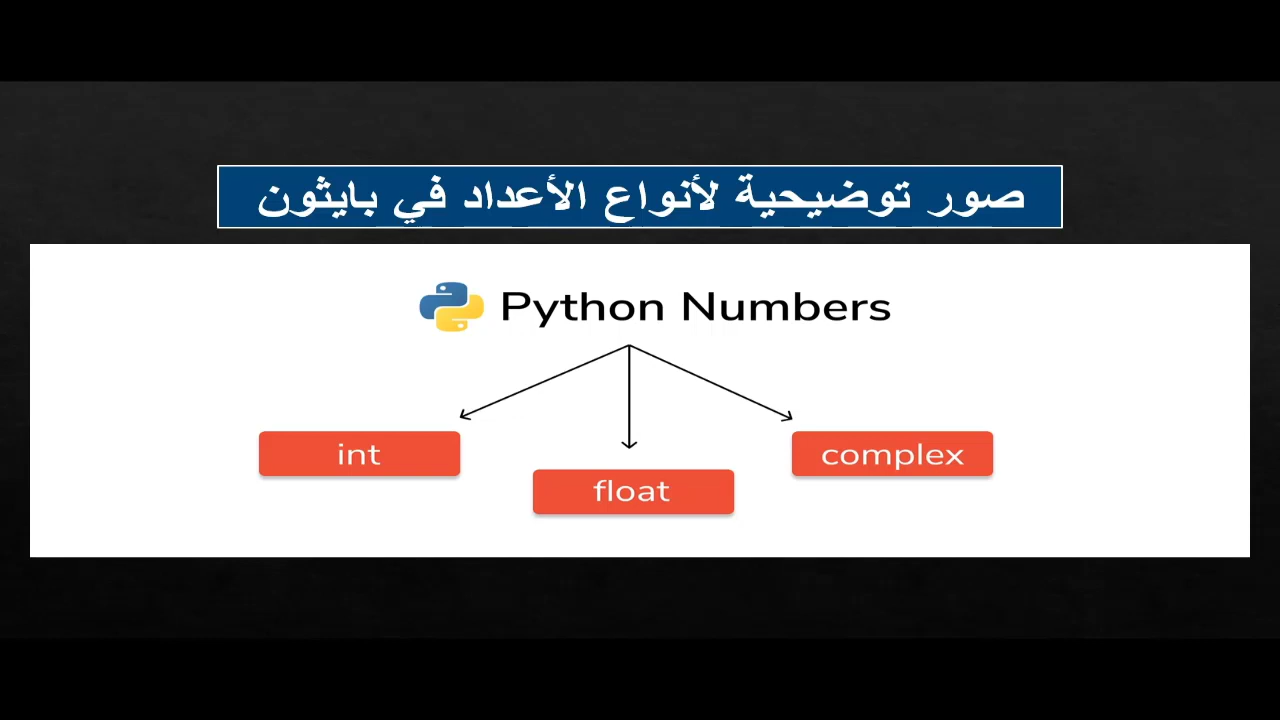 صور توضيحية لأنواع الأعداد في بايثون
Python Numbers
int
float
complex